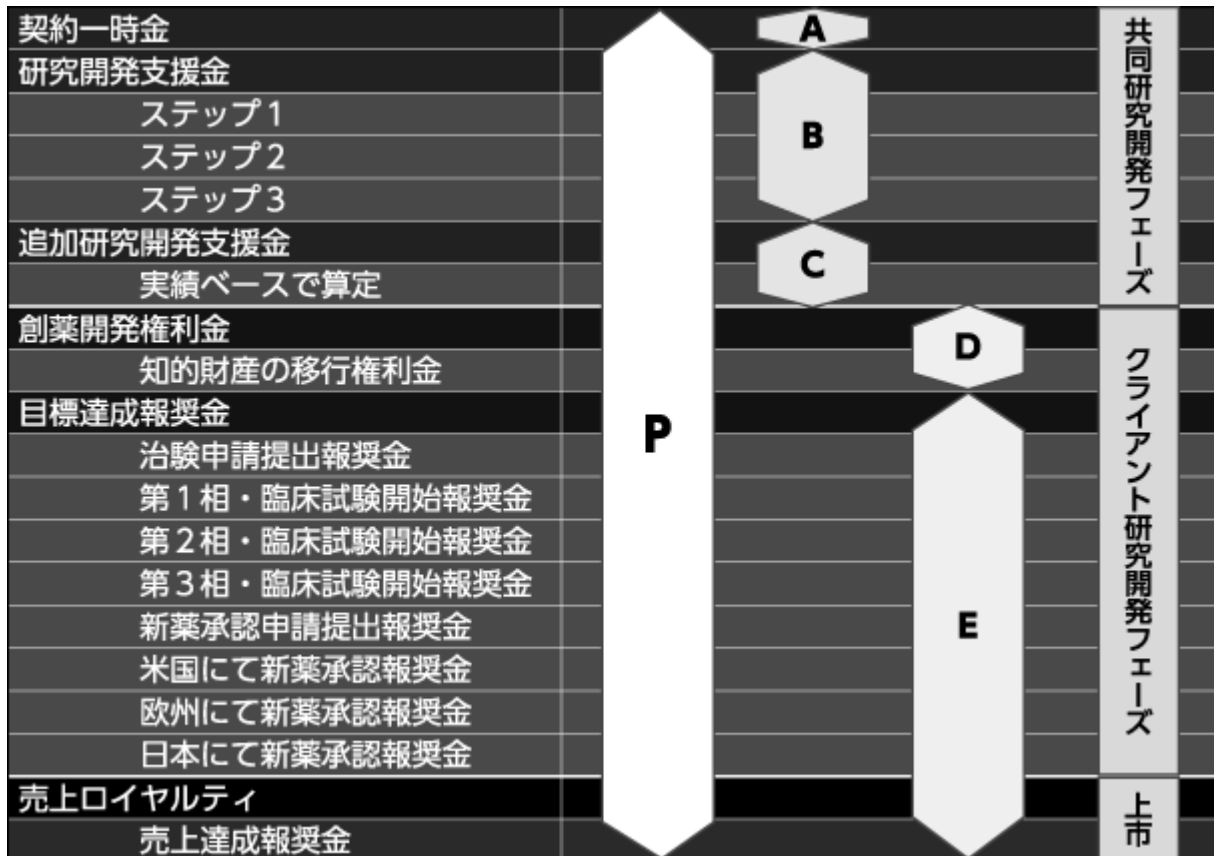 契約一時金
研究開発支援金
ステップ1
ステップ2
ステップ3
追加研究開発支援金
実績ベースで算定
創薬開発権利金
知的財産の移行権利金
目標達成報奨金
治験申請提出報奨金
第1相・臨床試験開始報奨金
第2相・臨床試験開始報奨金
第3相・臨床試験開始報奨金
新薬承認申請提出報奨金
米国にて新薬承認報奨金
欧州にて新薬承認報奨金
日本にて新薬承認報奨金
売上ロイヤルティ
売上達成報奨金
P
A
B
C
D
E
共同研究開発フェーズ
クライアント研究開発フェーズ
上市